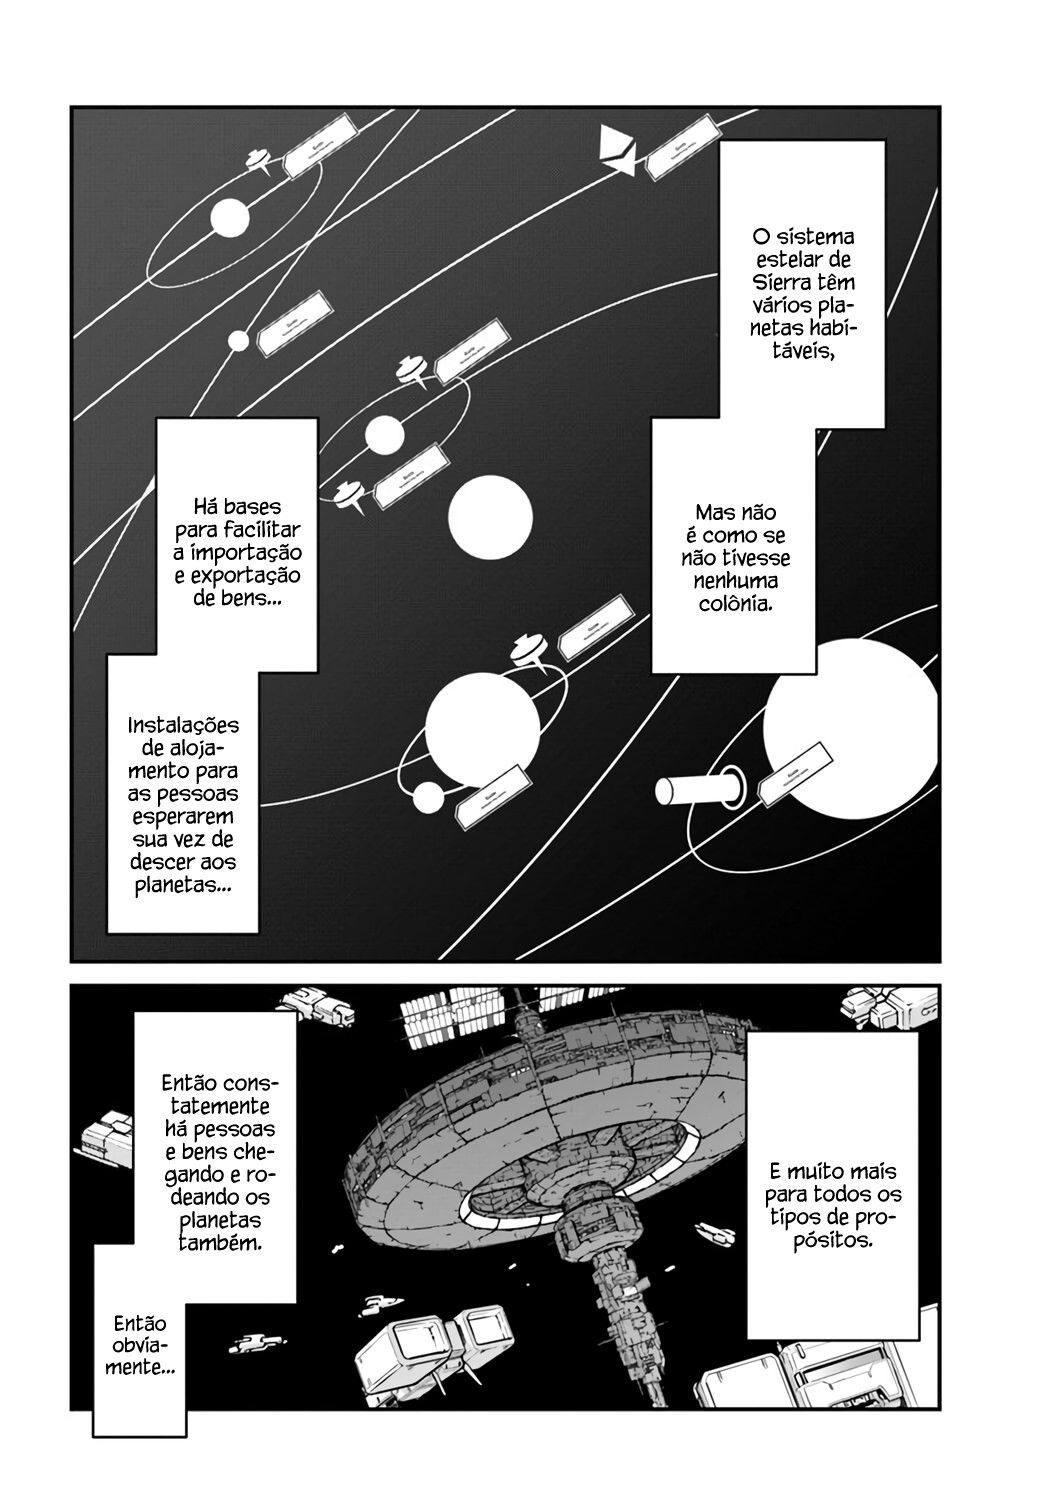 O sistema
estelar de
Sierra têm
vários pla-
netas habi-
táveis,
Mas não
é como se
não tivesse
nenhuma
colônia.
Há bases
para facilitar
a importação
e exportação
de bens...
Instalações
de aloja-
mento para
as pessoas
esperarem
sua vez de
descer aos
planetas...
E muito mais
para todos os
tipos de pro-
pósitos.
Então cons-
tatemente
há pessoas
e bens che-
gando e ro-
deando os
planetas
também.
Então
obvia-
mente...